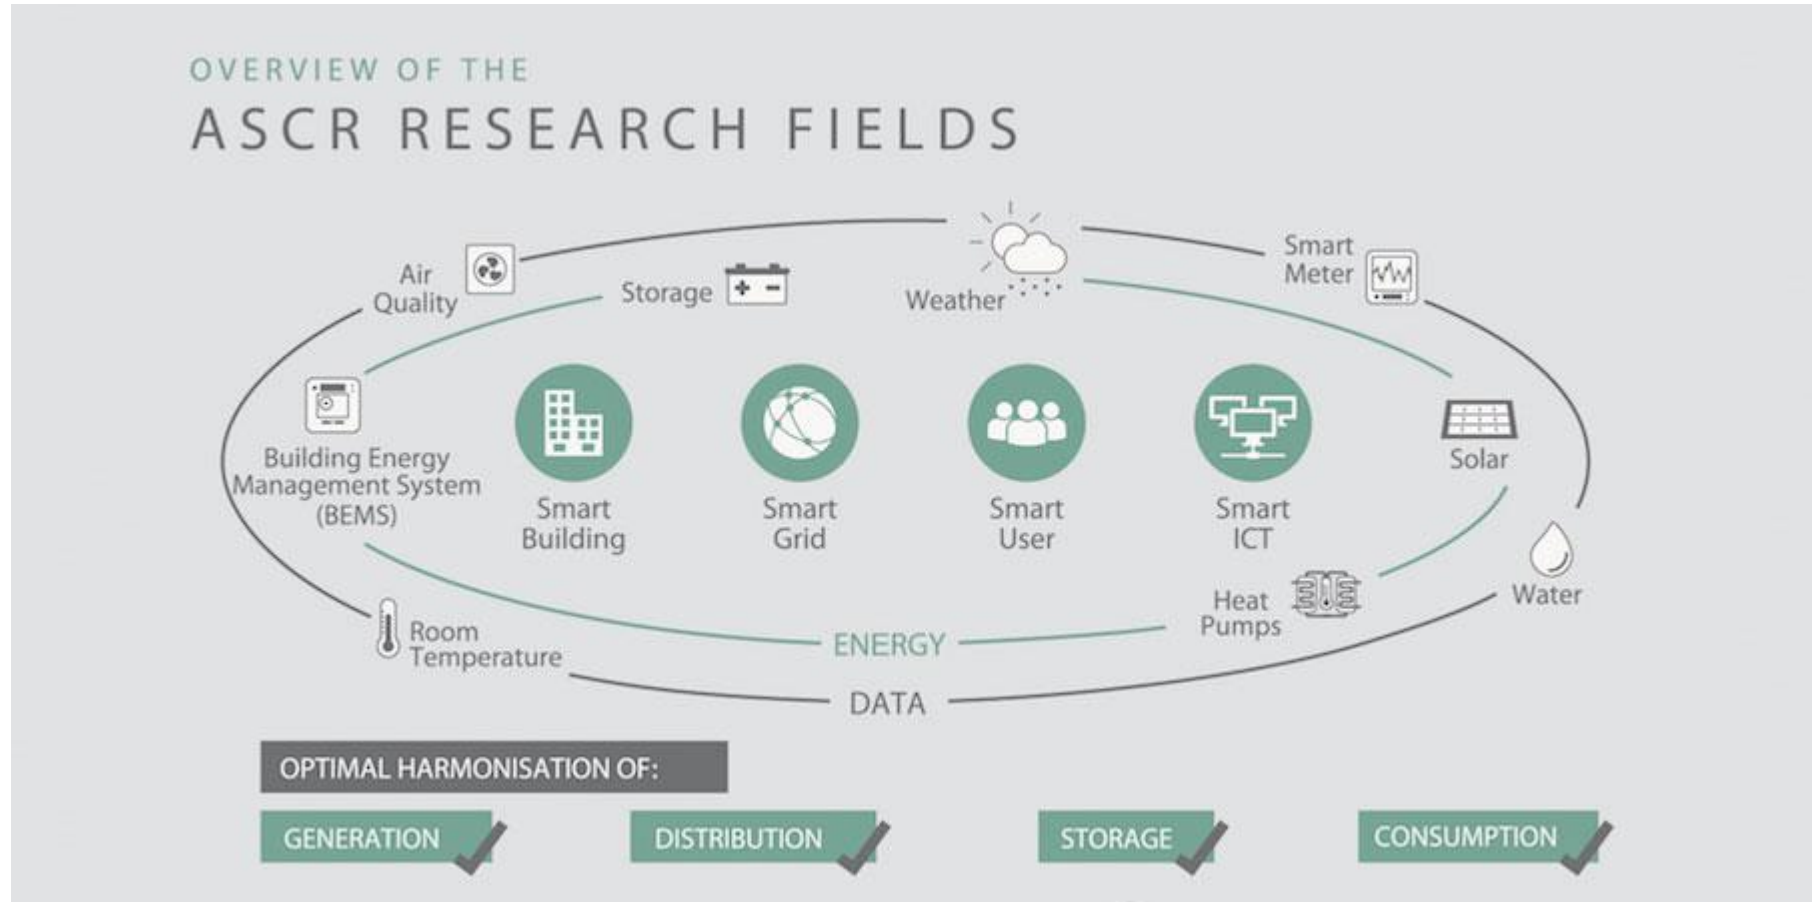 OVERVIEW OF THE
ASCR RESEARCH FIELDS
Air
Quality
Storage
Weather
Smart
Meter
Building Energy
Management System
(BEMS)
Smart
Building
Smart
Grid
Smart
User
Smart
ICT
Solar
Water
Heat
Pumps
Room
Temperature
ENERGY
DATA
OPTIMAL HARMONISATION OF:
GENERATION
DISTRIBUTION
STORAGE
CONSUMPTION